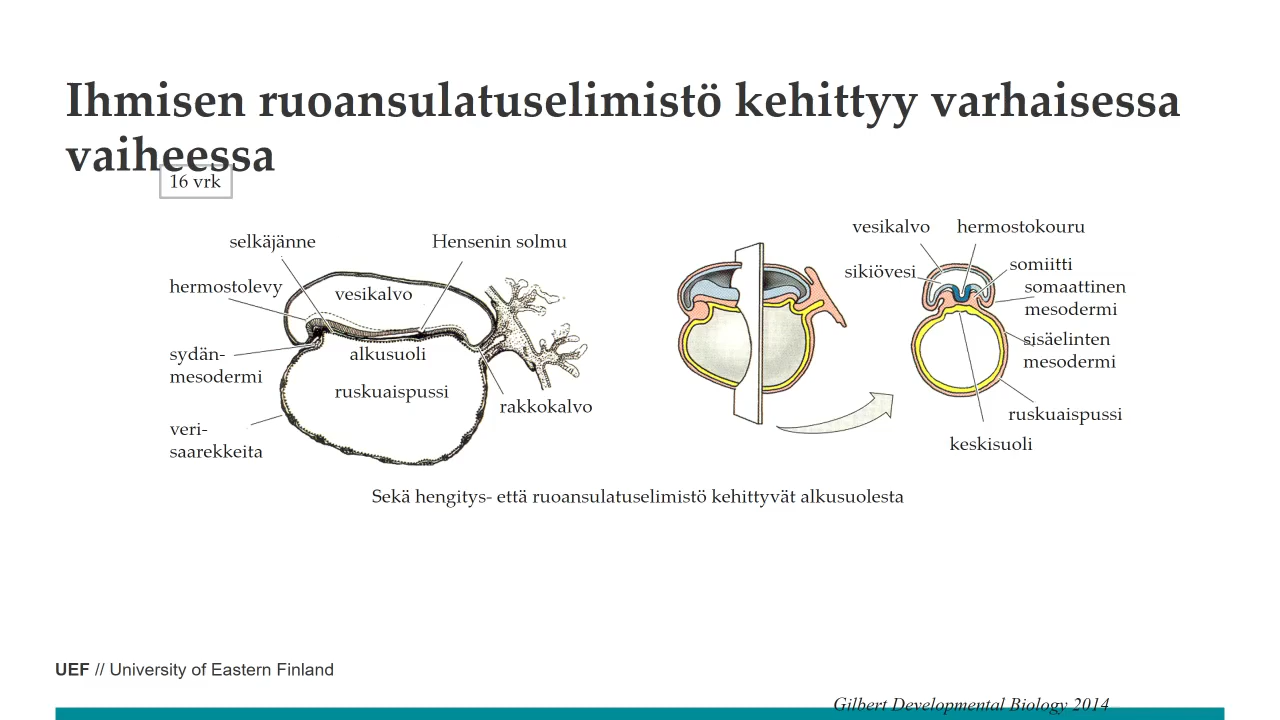 Ihmisen ruoansulatuselimistö kehittyy varhaisessa
vaiheessa
16 vrk
selkäjänne
Hensenin solmu
hermostolevy
vesikalvo
sydän-
mesodermi
alkusuoli
ruskuaispussi
rakkokalvo
veri-
saarekkeita
vesikalvo
hermostokouru
sikiövesi
somiitti
somaattinen
mesodermi
sisäelinten
mesodermi
ruskuaispussi
keskisuoli
Sekä hengitys- että ruoansulatuselimistö kehittyvät alkusuolesta
UEF // University of Eastern Finland
Gilbert Developmental Biology 2014